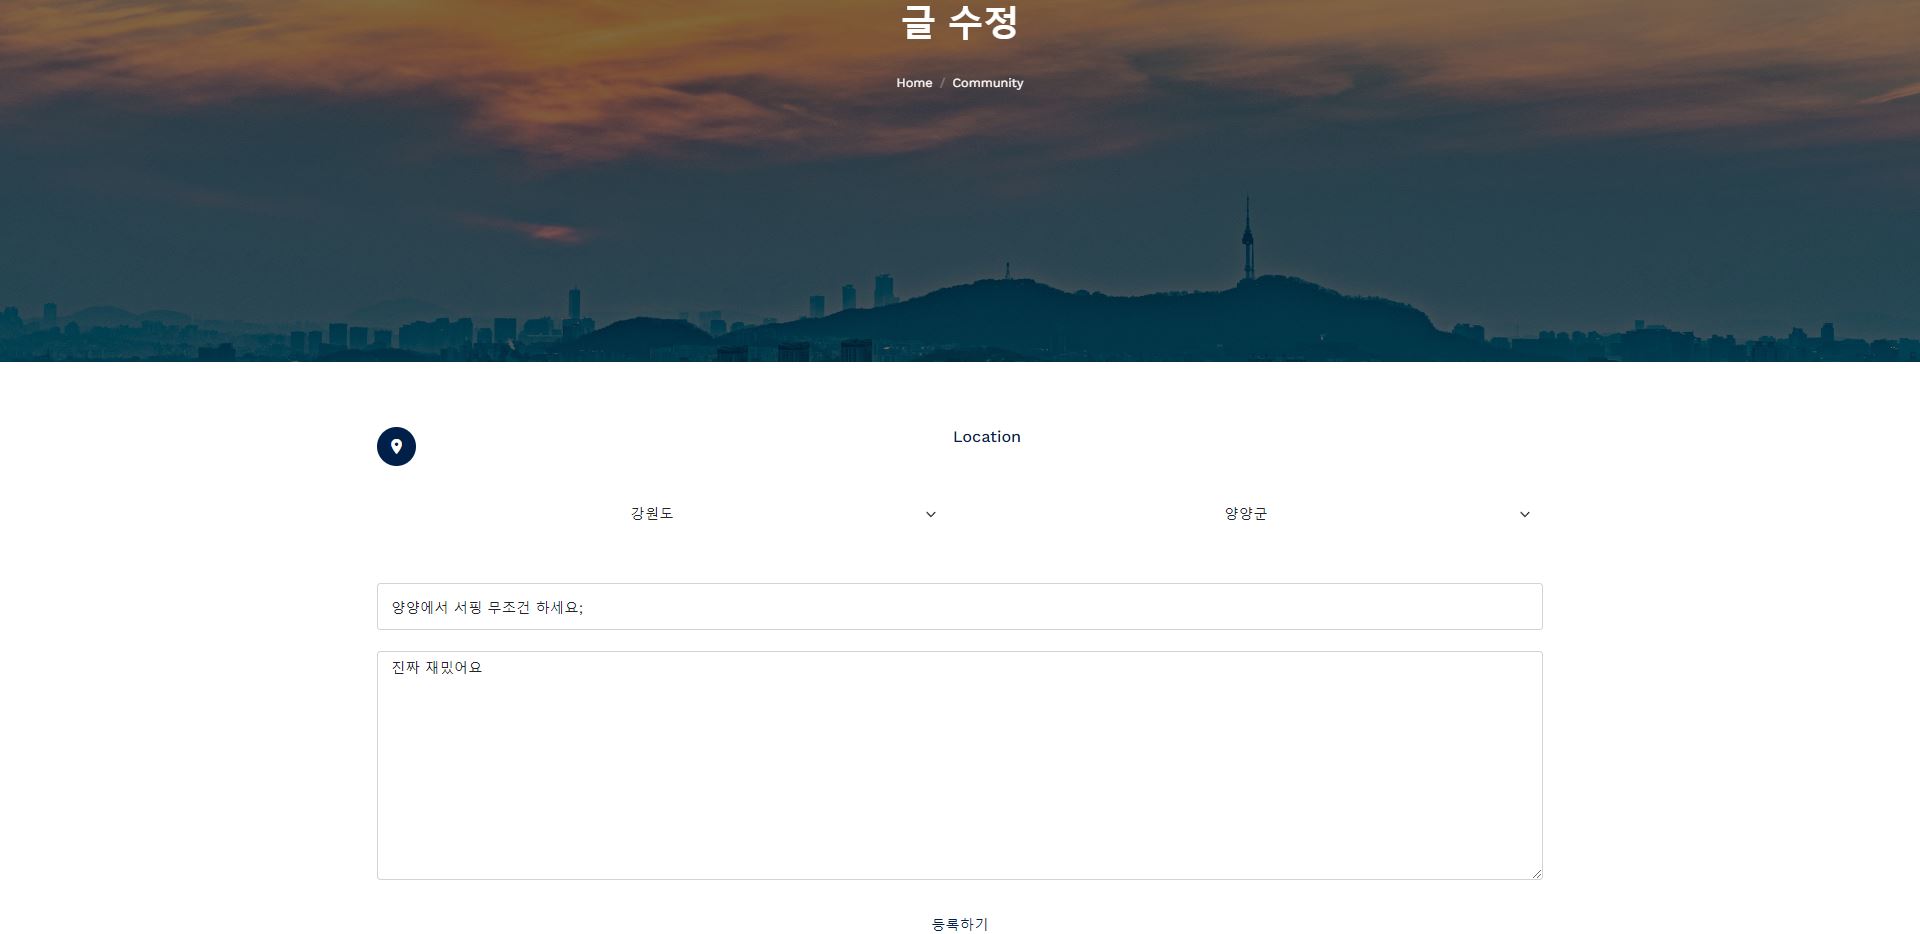 글 수정
Home / Community
Location
강원도 양양군
양양에서 서핑 무조건 하세요;
진짜 재밌어요
등록하기